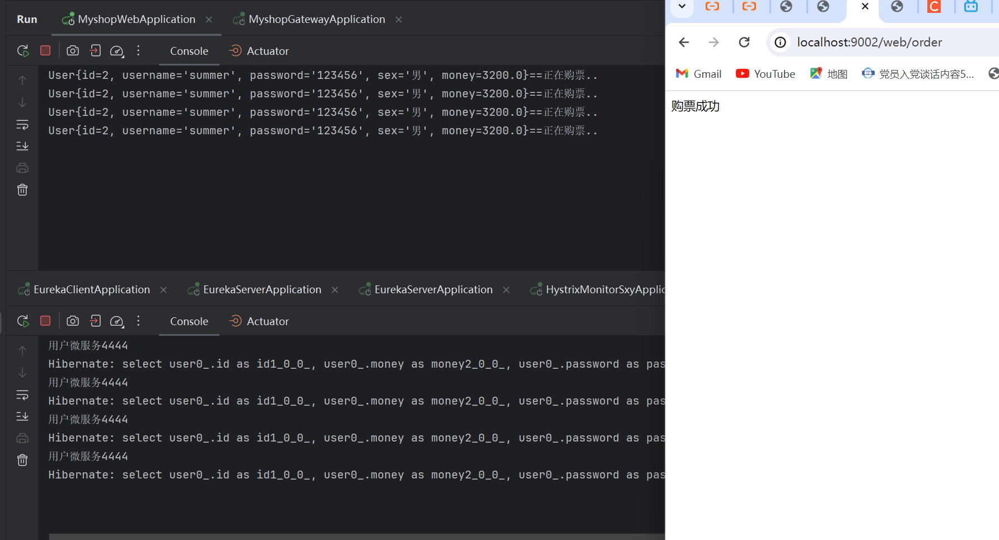 Run MyshopWebApplication MyshopGatewayApplication
Console Actuator
User{id=2, username='summer', password='123456', sex='男', money=3200.0}==正在购票..
User{id=2, username='summer', password='123456', sex='男', money=3200.0}==正在购票..
User{id=2, username='summer', password='123456', sex='男', money=3200.0}==正在购票..
User{id=2, username='summer', password='123456', sex='男', money=3200.0}==正在购票..
EurekaClientApplication EurekaServerApplication EurekaServerApplication HystrixMonitorSxyApplic
Console Actuator
用户微服务4444
Hibernate: select user0_.id as id1_0_0_, user0_.money as money2_0_0_, user0_.password as pas
用户微服务4444
Hibernate: select user0_.id as id1_0_0_, user0_.money as money2_0_0_, user0_.password as pas
用户微服务4444
Hibernate: select user0_.id as id1_0_0_, user0_.money as money2_0_0_, user0_.password as pas
用户微服务4444
Hibernate: select user0_.id as id1_0_0_, user0_.money as money2_0_0_, user0_.password as pas
localhost:9002/web/order
Gmail YouTube 地图 党员入党谈话内容5...
购票成功